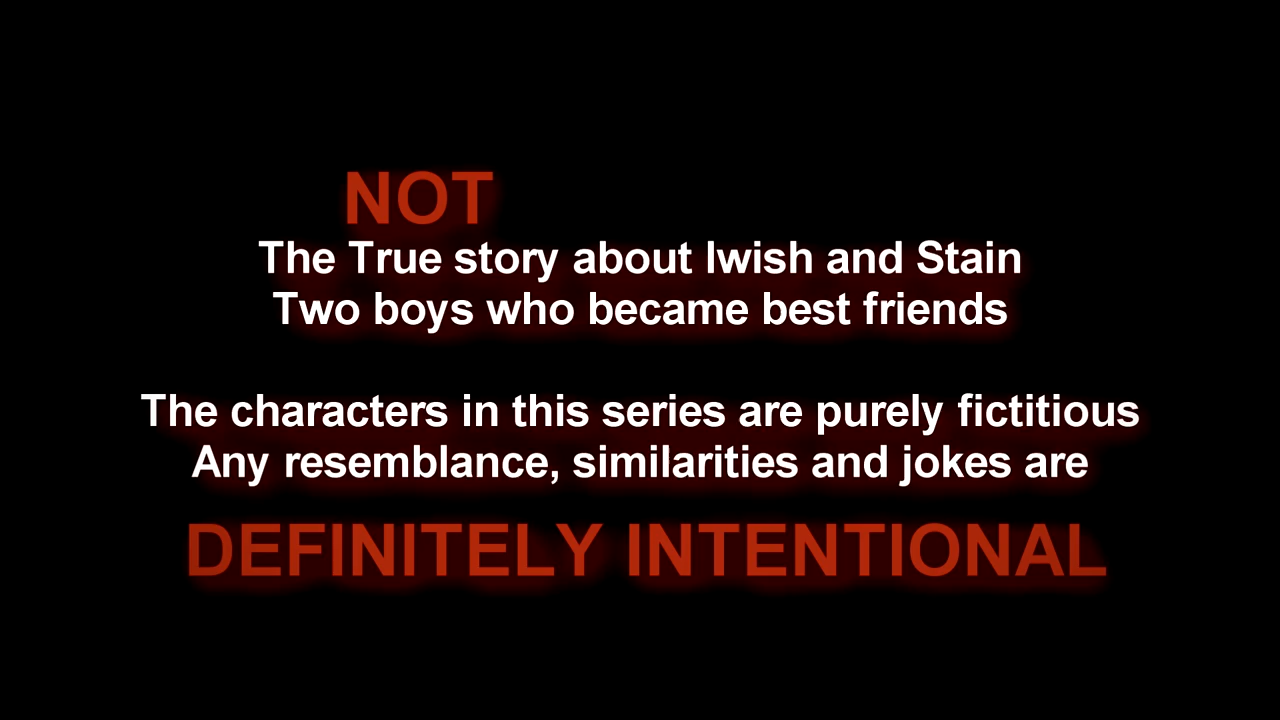 NOT
The True story about Iwish and Stain
Two boys who became best friends
The characters in this series are purely fictitious
Any resemblance, similarities and jokes are
DEFINITELY INTENTIONAL